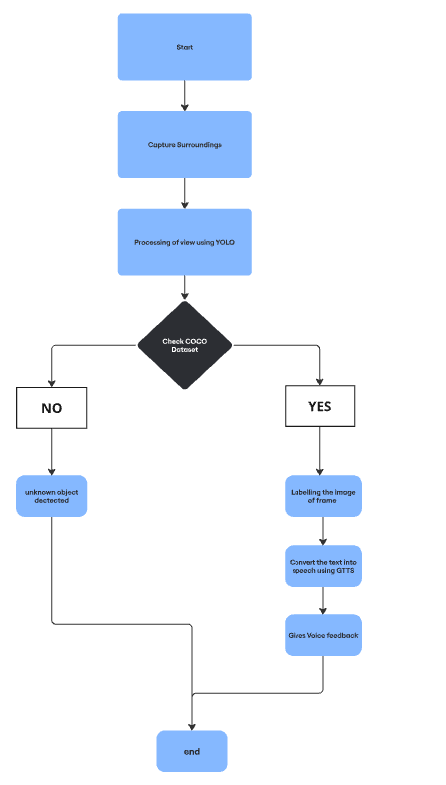 Start
Capture Surroundings
Processing of view using YOLO
Check COCO
Dataset
NO
YES
unknown object
dectected
Labelling the image
of frame
Convert the text into
speech using GTTS
Gives Voice feedback
end